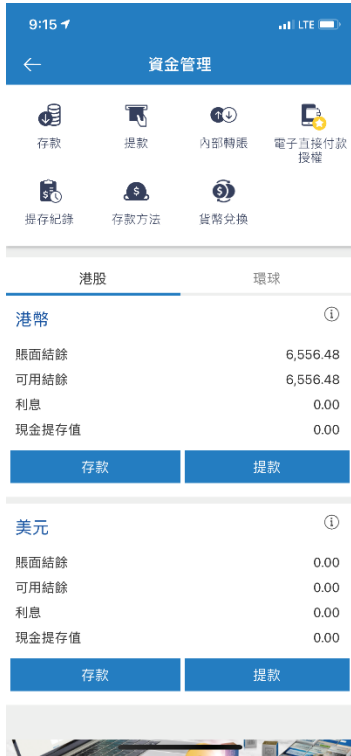 9:15 LTE
資金管理
存款 提款 內部轉賬 電子直接付款
授權
提存紀錄 存款方法 貨幣兌換
港股 環球
港幣
賬面結餘 6,556.48
可用結餘 6,556.48
利息 0.00
現金提存值 0.00
存款 提款
美元
賬面結餘 0.00
可用結餘 0.00
利息 0.00
現金提存值 0.00
存款 提款